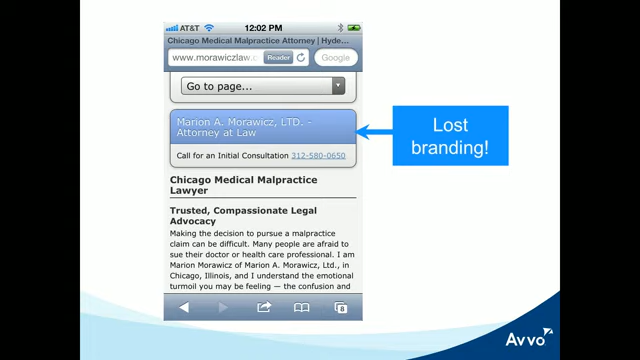 AT&T 12:02 PM
Chicago Medical Malpractice Attorney | Hyde...
www.morawiczlaw.c Reader Google
Go to page...
Marion A. Morawicz, LTD. -
Attorney at Law
Call for an Initial Consultation 312-580-0650
Lost
branding!
Chicago Medical Malpractice
Lawyer
Trusted, Compassionate Legal
Advocacy
Making the decision to pursue a malpractice
claim can be difficult. Many people are afraid to
sue their doctor or health care professional. I am
Marion Morawicz of Marion A. Morawicz, Ltd., in
Chicago, Illinois, and I understand the emotional
turmoil you may be feeling — the confusion and
8
Avvo